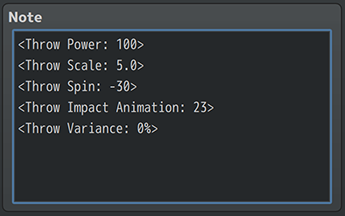 Note
<Throw Power: 100>
<Throw Scale: 5.0>
<Throw Spin: -30>
<Throw Impact Animation: 23>
<Throw Variance: 0%>